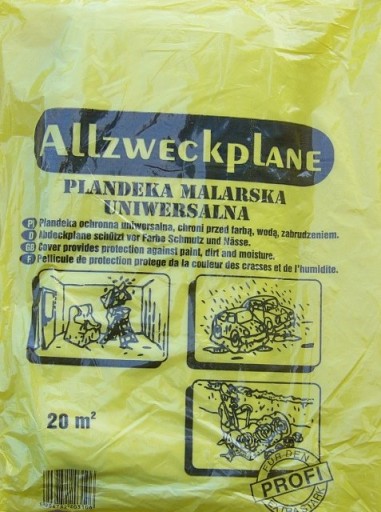 Allzweckplane
PLANDEKA MALARSKA
UNIWERSALNA
PL Plandeka ochronna uniwersalna, chroni przed farbą, wodą, zabrudzeniem.
D Abdeckplane schützt vor Farbe Schmutz und Nässe.
GB Cover provides protection against paint, dirt and moisture.
F Pellicule de protection protege da la couleur des crasses et de l'humidite.
20 m²
FÜR DEN
PROFI